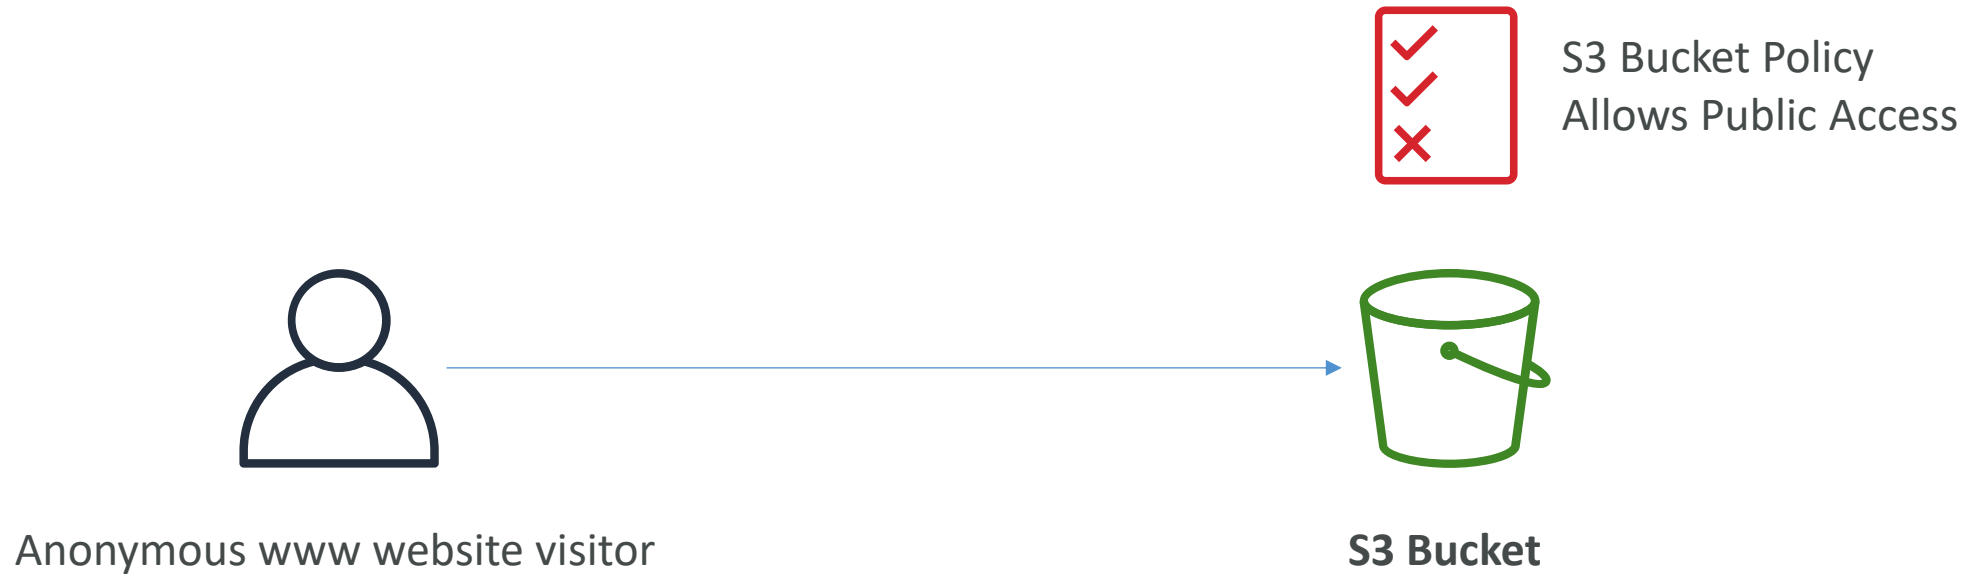 S3 Bucket Policy
Allows Public Access
Anonymous www website visitor
S3 Bucket